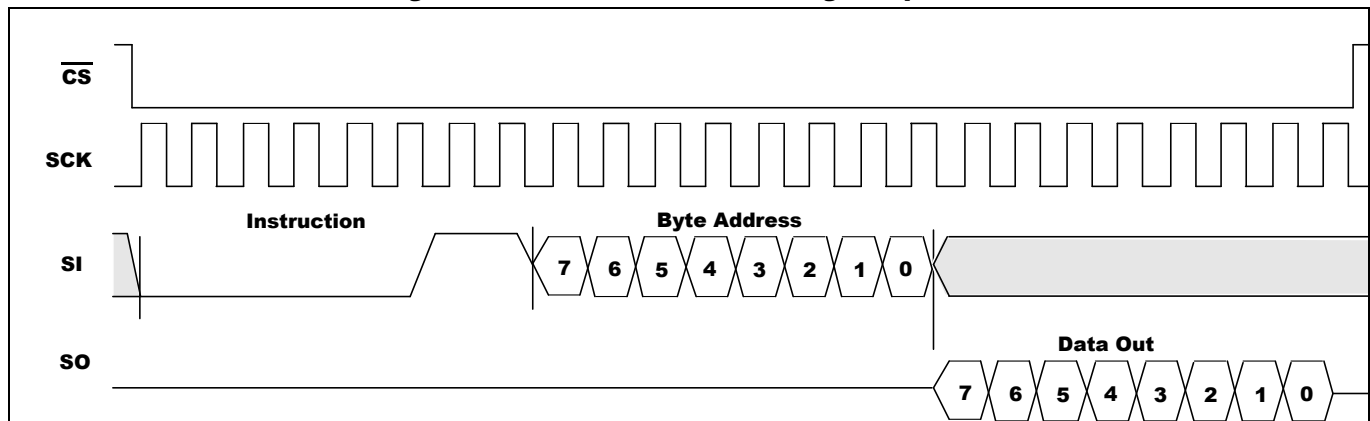 CS
SCK
Instruction
Byte Address
SI
7 6 5 4 3 2 1 0
Data Out
SO
7 6 5 4 3 2 1 0